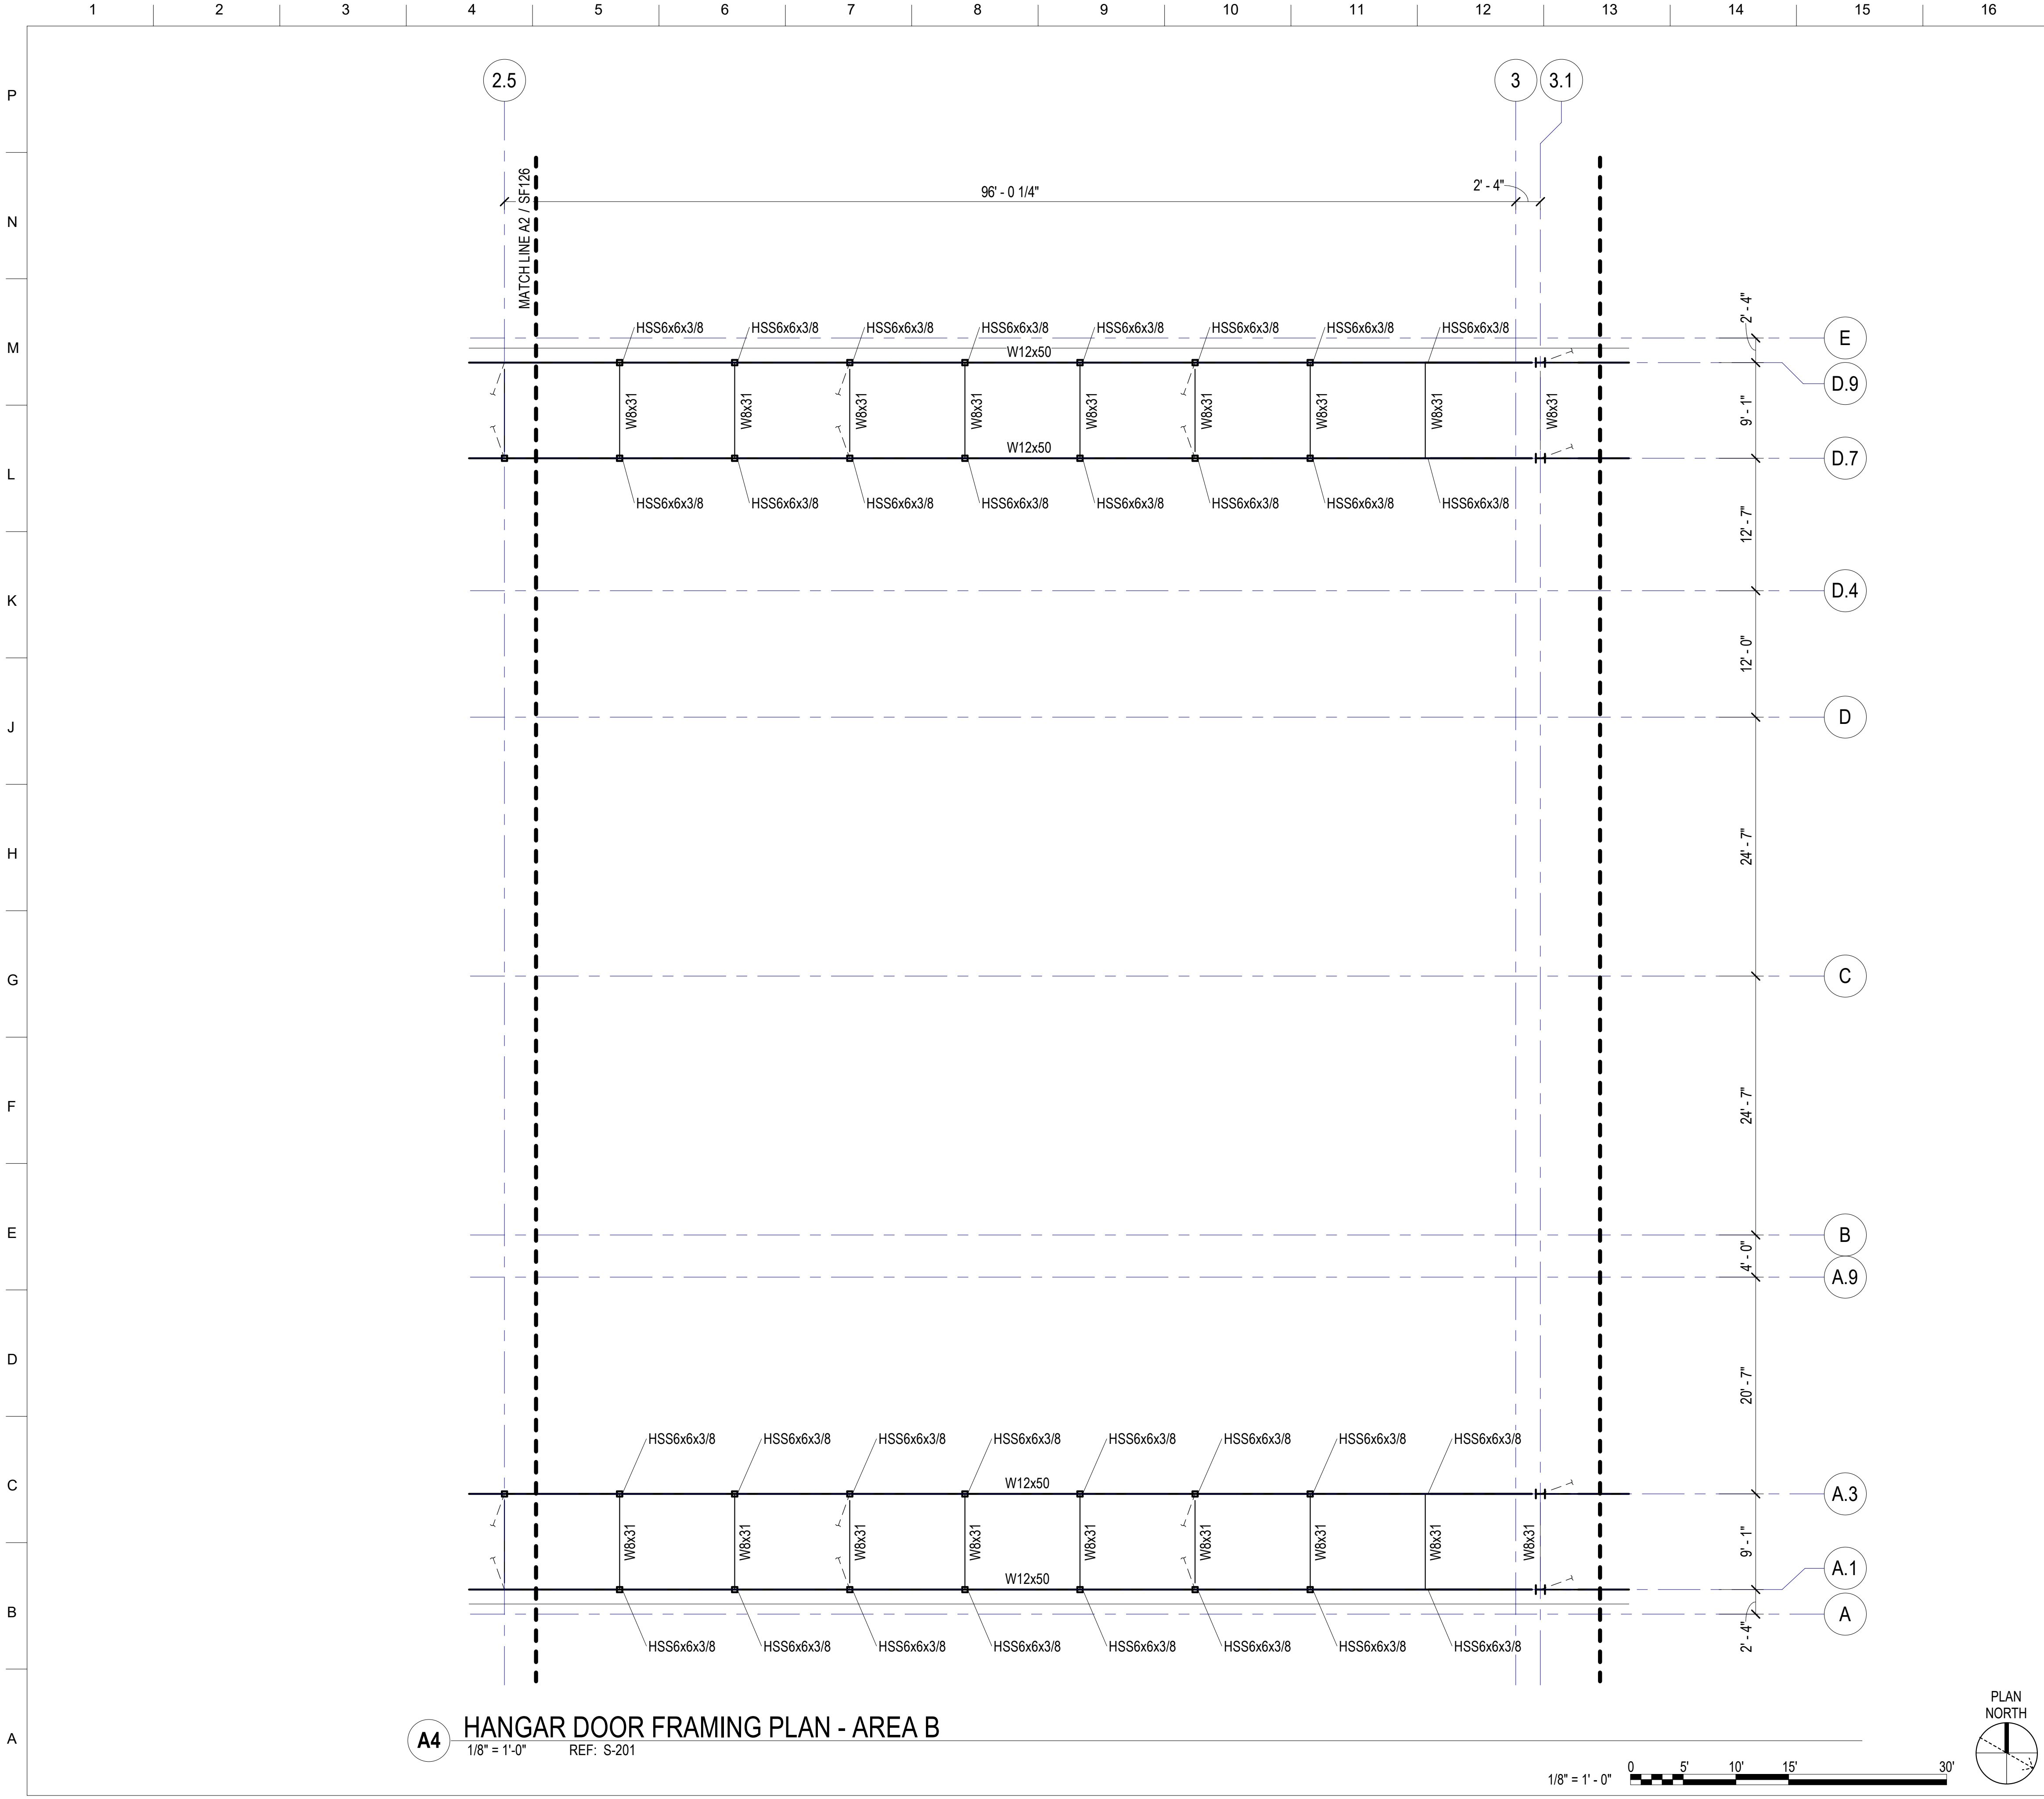 1 2 3 4 5 6 7 8 9 10 11 12 13 14 15 16
P
N
M
L
K
J
H
G
F
E
D
C
B
A
2.5 3 3.1
MATCH LINE A2 / SF126
96' - 0 1/4" 2' - 4"
HSS6x6x3/8 HSS6x6x3/8 HSS6x6x3/8 HSS6x6x3/8 HSS6x6x3/8 HSS6x6x3/8 HSS6x6x3/8 HSS6x6x3/8
W12x50
W8x31 W8x31 W8x31 W8x31 W8x31 W8x31 W8x31 W8x31 W8x31
W12x50
HSS6x6x3/8 HSS6x6x3/8 HSS6x6x3/8 HSS6x6x3/8 HSS6x6x3/8 HSS6x6x3/8 HSS6x6x3/8 HSS6x6x3/8
2' - 4"
E
D.9
9' - 1"
D.7
12' - 7"
D.4
12' - 0"
D
24' - 7"
C
24' - 7"
B
4' - 0"
A.9
20' - 7"
HSS6x6x3/8 HSS6x6x3/8 HSS6x6x3/8 HSS6x6x3/8 HSS6x6x3/8 HSS6x6x3/8 HSS6x6x3/8 HSS6x6x3/8
W12x50
A.3
W8x31 W8x31 W8x31 W8x31 W8x31 W8x31 W8x31 W8x31 W8x31
9' - 1"
W12x50
A.1
A
2' - 4"
HSS6x6x3/8 HSS6x6x3/8 HSS6x6x3/8 HSS6x6x3/8 HSS6x6x3/8 HSS6x6x3/8 HSS6x6x3/8 HSS6x6x3/8
A4 HANGAR DOOR FRAMING PLAN - AREA B
1/8" = 1'-0" REF: S-201
PLAN
NORTH
1/8" = 1' - 0" 0 5' 10' 15' 30'